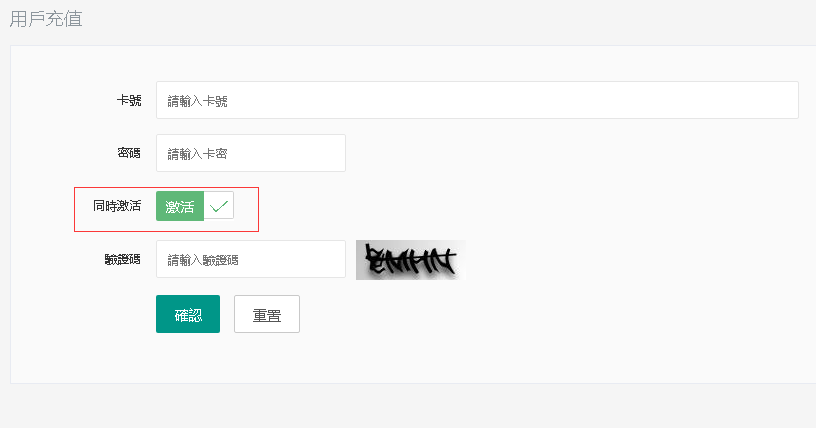 用戶充值
卡號 請輸入卡號
密碼 請輸入卡密
同時激活 激活
驗證碼 請輸入驗證碼
確認 重置